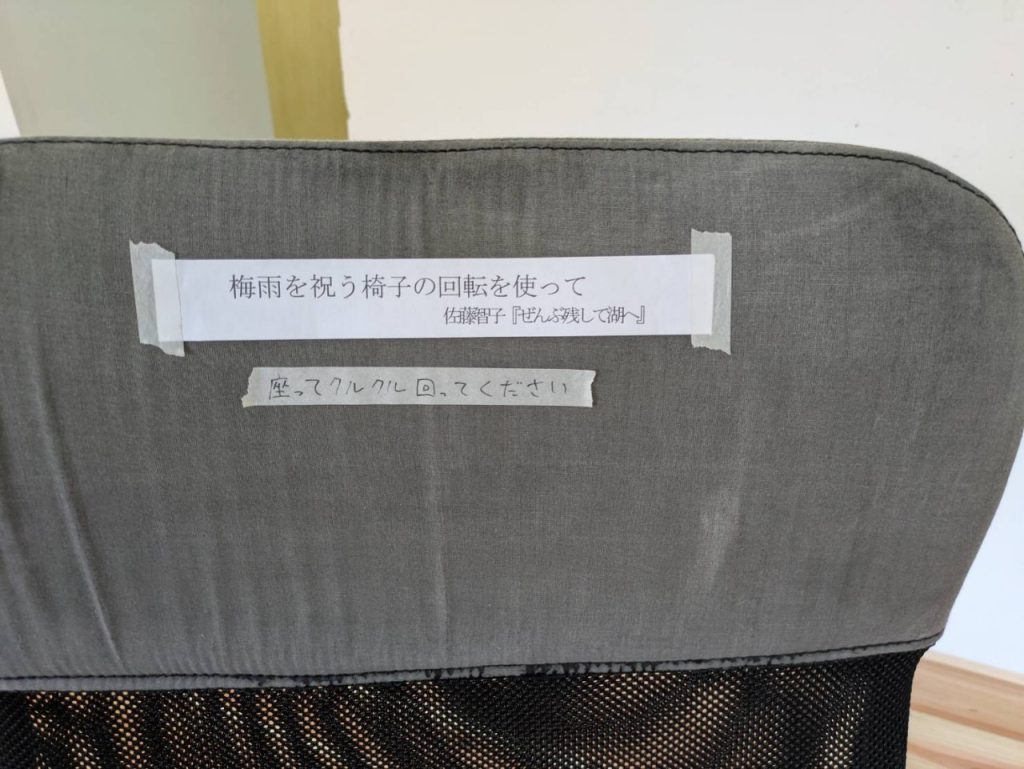 梅雨を祝う椅子の回転を使って
佐藤智子『ぜんぶ残して湖へ』
座ってクルクル回ってください